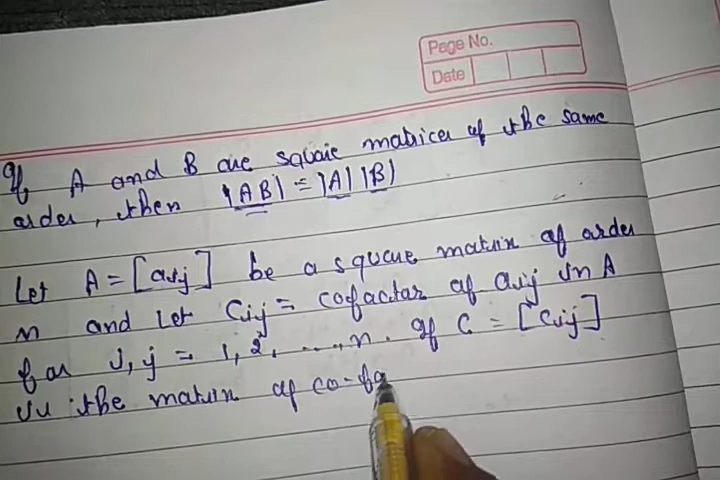 Page No.
Date
If A and B are square matrices of the same
order, then |AB| = |A| |B|
Let A = [aij] be a square matrix of order
n and let Cij = cofactor of aij in A
for i, j = 1, 2, ..., n. If C = [Cij]
is the matrix of co-fa